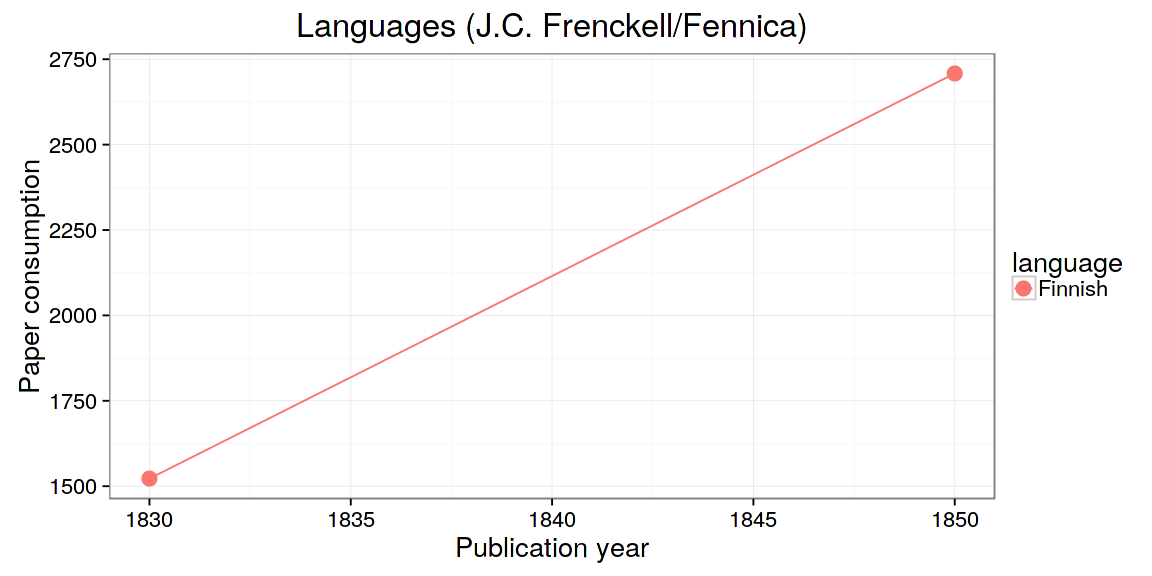 Languages (J.C. Frenckell/Fennica)
Paper consumption
2750
2500
2250
2000
1750
1500
1830 1835 1840 1845 1850
Publication year
language
Finnish